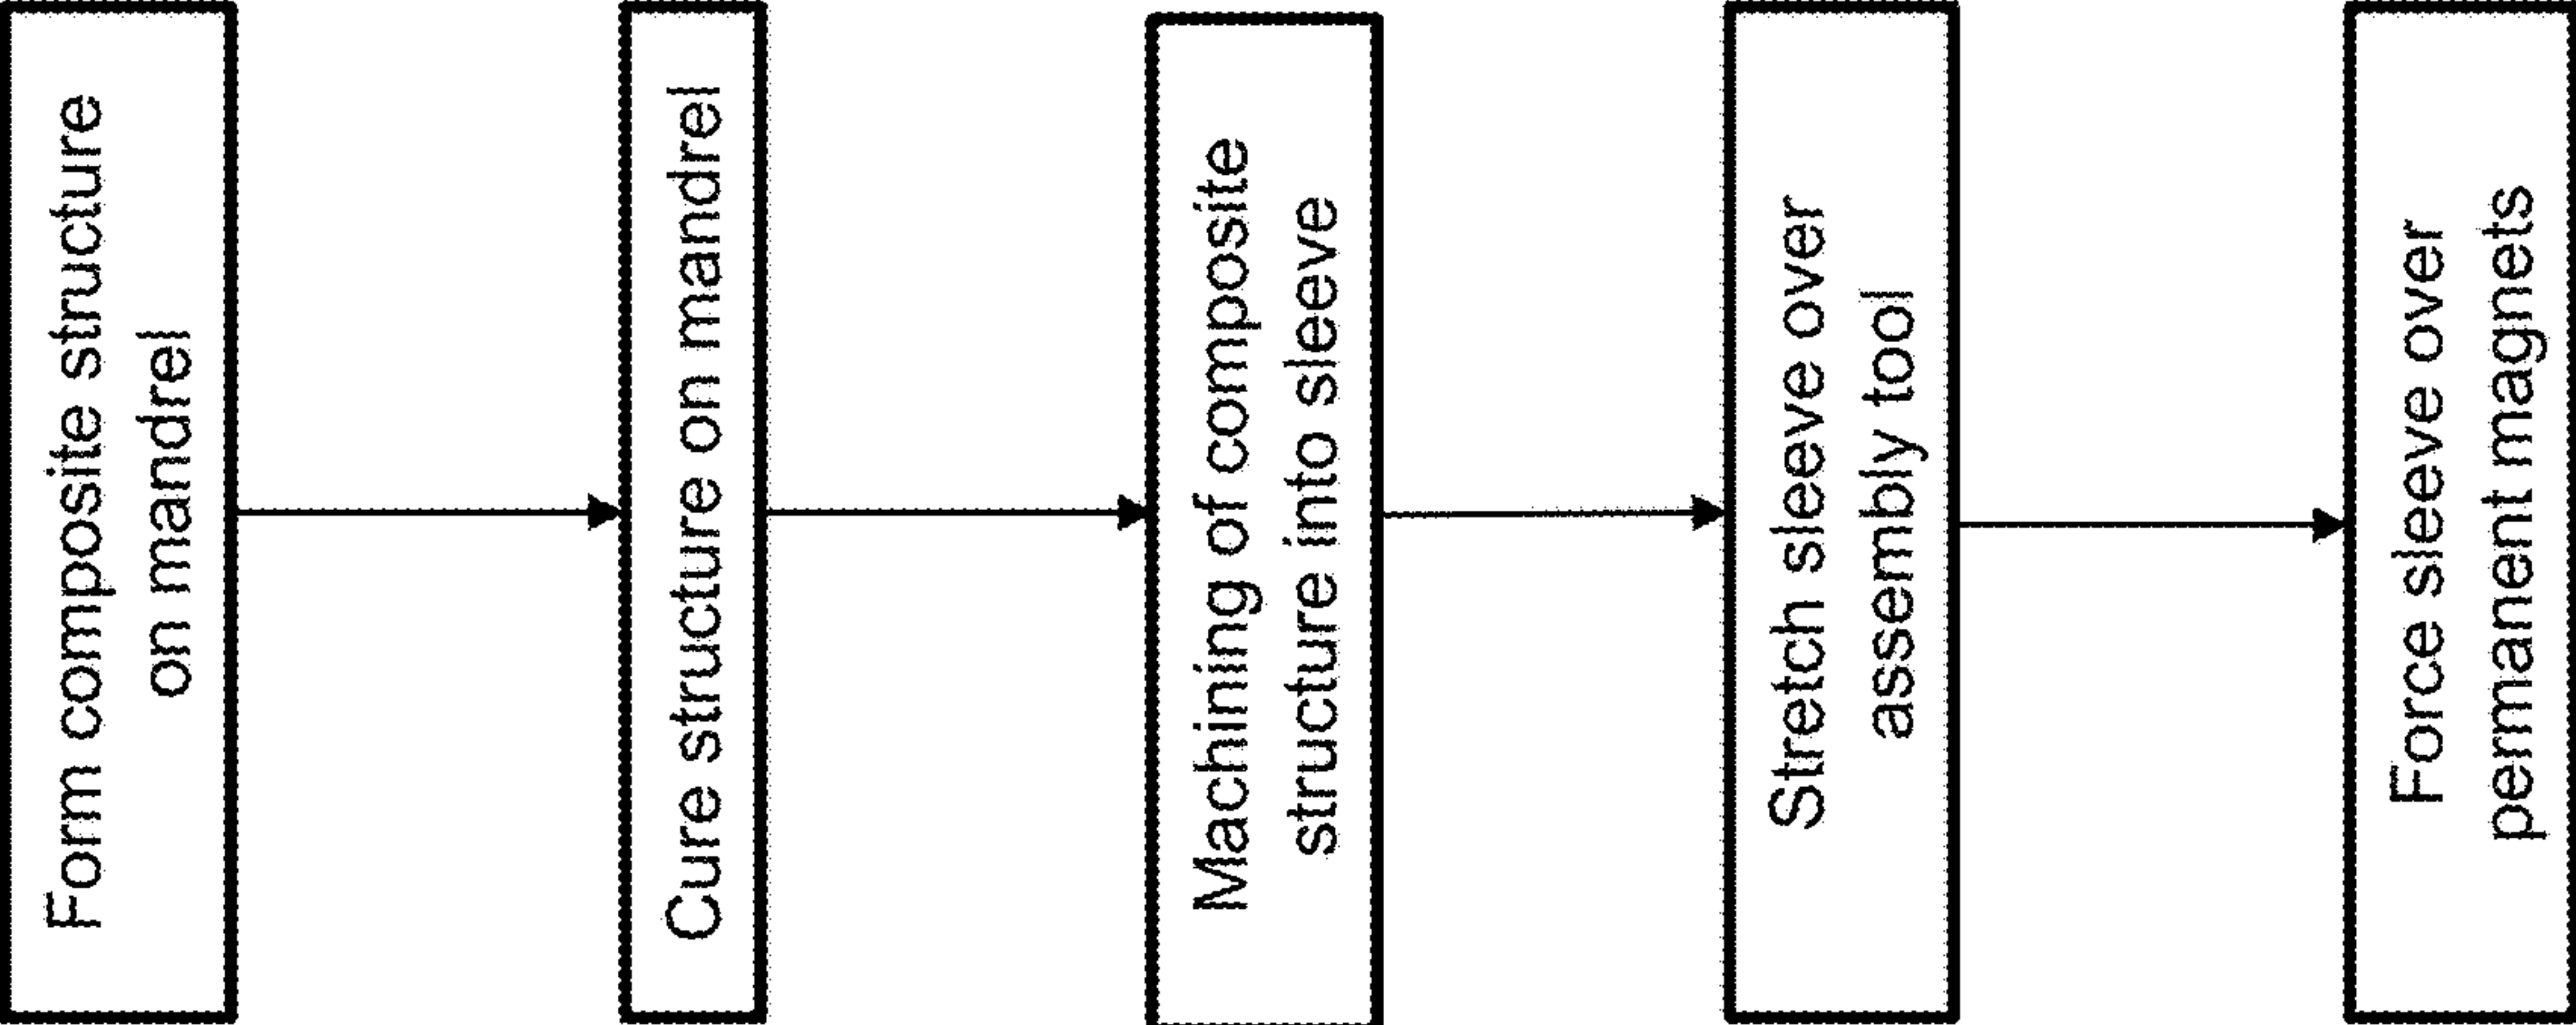 Form composite structure
on mandrel
Cure structure on mandrel
Machining of composite
structure into sleeve
Stretch sleeve over
assembly tool
Force sleeve over
permanent magnets